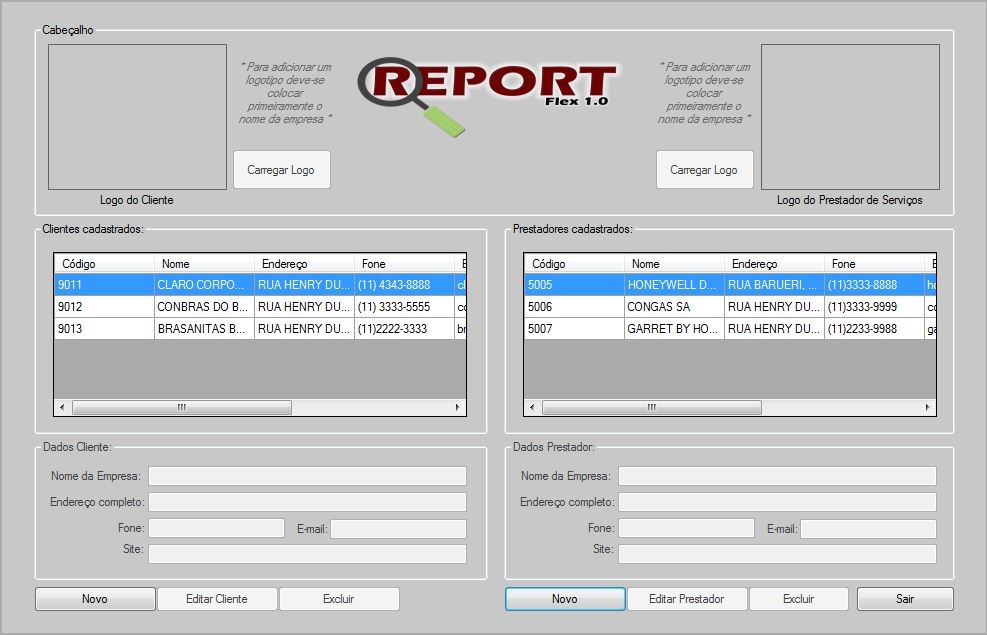 Cabeçalho
" Para adicionar um
logotipo deve-se
colocar
primeiramente o
nome da empresa "
Carregar Logo
Logo do Cliente
REPORT
Flex 1.0
" Para adicionar um
logotipo deve-se
colocar
primeiramente o
nome da empresa "
Carregar Logo
Logo do Prestador de Serviços
Clientes cadastrados:
Código Nome Endereço Fone E
9011 CLARO CORPO... RUA HENRY DU... (11) 4343-8888 cl
9012 CONBRAS DO B... RUA HENRY DU... (11) 3333-5555 co
9013 BRASANITAS B... RUA HENRY DU... (11)2222-3333 br
Prestadores cadastrados:
Código Nome Endereço Fone E
5005 HONEYWELL D... RUA BARUERI, ... (11)3333-8888 ho
5006 CONGAS SA RUA HENRY DU... (11)3333-9999 co
5007 GARRET BY HO... RUA HENRY DU... (11)2233-9988 ga
Dados Cliente:
Nome da Empresa:
Endereço completo:
Fone: E-mail:
Site:
Dados Prestador:
Nome da Empresa:
Endereço completo:
Fone: E-mail:
Site:
Novo Editar Cliente Excluir
Novo Editar Prestador Excluir Sair